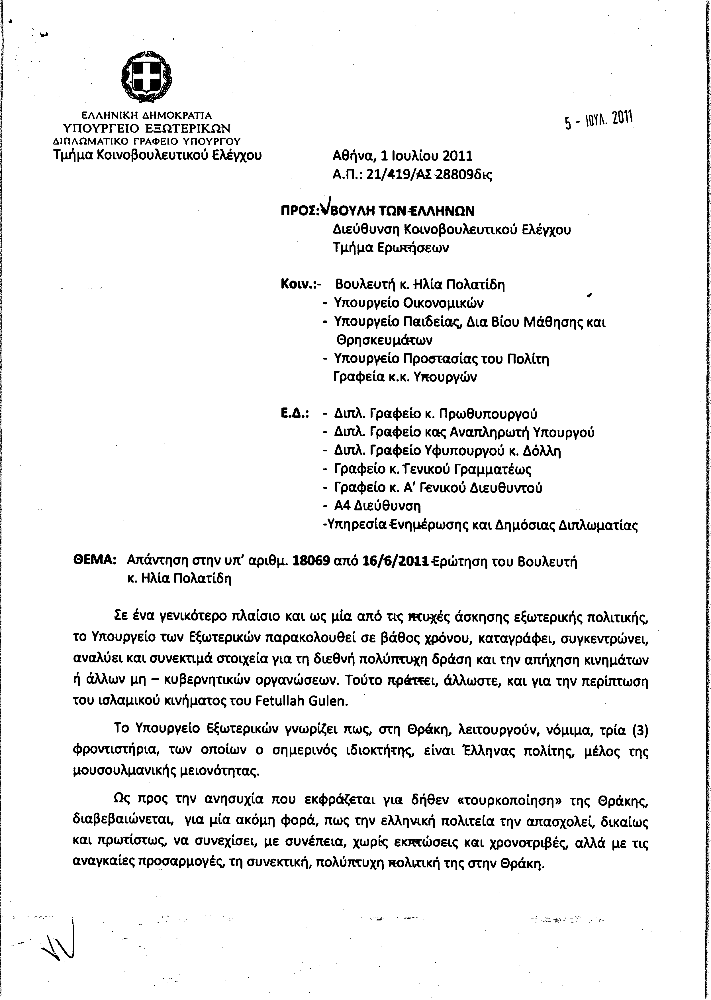 ΕΛΛΗΝΙΚΗ ΔΗΜΟΚΡΑΤΙΑ
ΥΠΟΥΡΓΕΙΟ ΕΞΩΤΕΡΙΚΩΝ
ΔΙΠΛΩΜΑΤΙΚΟ ΓΡΑΦΕΙΟ ΥΠΟΥΡΓΟΥ
Τμήμα Κοινοβουλευτικού Ελέγχου
5 - ΙΟΥΛ. 2011
Αθήνα, 1 Ιουλίου 2011
Α.Π.: 21/419/ΑΣ 28809δις
ΠΡΟΣ: ΒΟΥΛΗ ΤΩΝ ΕΛΛΗΝΩΝ
Διεύθυνση Κοινοβουλευτικού Ελέγχου
Τμήμα Ερωτήσεων
Κοιν.:- Βουλευτή κ. Ηλία Πολατίδη
- Υπουργείο Οικονομικών
- Υπουργείο Παιδείας, Δια Βίου Μάθησης και
Θρησκευμάτων
- Υπουργείο Προστασίας του Πολίτη
Γραφεία κ.κ. Υπουργών
Ε.Δ.: - Διπλ. Γραφείο κ. Πρωθυπουργού
- Διπλ. Γραφείο κας Αναπληρωτή Υπουργού
- Διπλ. Γραφείο Υφυπουργού κ. Δόλλη
- Γραφείο κ. Γενικού Γραμματέως
- Γραφείο κ. Α' Γενικού Διευθυντού
- Α4 Διεύθυνση
-Υπηρεσία Ενημέρωσης και Δημόσιας Διπλωματίας
ΘΕΜΑ: Απάντηση στην υπ' αριθμ. 18069 από 16/6/2011 Ερώτηση του Βουλευτή
κ. Ηλία Πολατίδη
Σε ένα γενικότερο πλαίσιο και ως μία από τις πτυχές άσκησης εξωτερικής πολιτικής,
το Υπουργείο των Εξωτερικών παρακολουθεί σε βάθος χρόνου, καταγράφει, συγκεντρώνει,
αναλύει και συνεκτιμά στοιχεία για τη διεθνή πολύπτυχη δράση και την απήχηση κινημάτων
ή άλλων μη – κυβερνητικών οργανώσεων. Τούτο πράττει, άλλωστε, και για την περίπτωση
του ισλαμικού κινήματος του Fetullah Gulen.
Το Υπουργείο Εξωτερικών γνωρίζει πως, στη Θράκη, λειτουργούν, νόμιμα, τρία (3)
φροντιστήρια, των οποίων ο σημερινός ιδιοκτήτης, είναι Έλληνας πολίτης, μέλος της
μουσουλμανικής μειονότητας.
Ως προς την ανησυχία που εκφράζεται για δήθεν «τουρκοποίηση» της Θράκης,
διαβεβαιώνεται, για μία ακόμη φορά, πως την ελληνική πολιτεία την απασχολεί, δικαίως
και πρωτίστως, να συνεχίσει, με συνέπεια, χωρίς εκπτώσεις και χρονοτριβές, αλλά με τις
αναγκαίες προσαρμογές, τη συνεκτική, πολύπτυχη πολιτική της στην Θράκη.